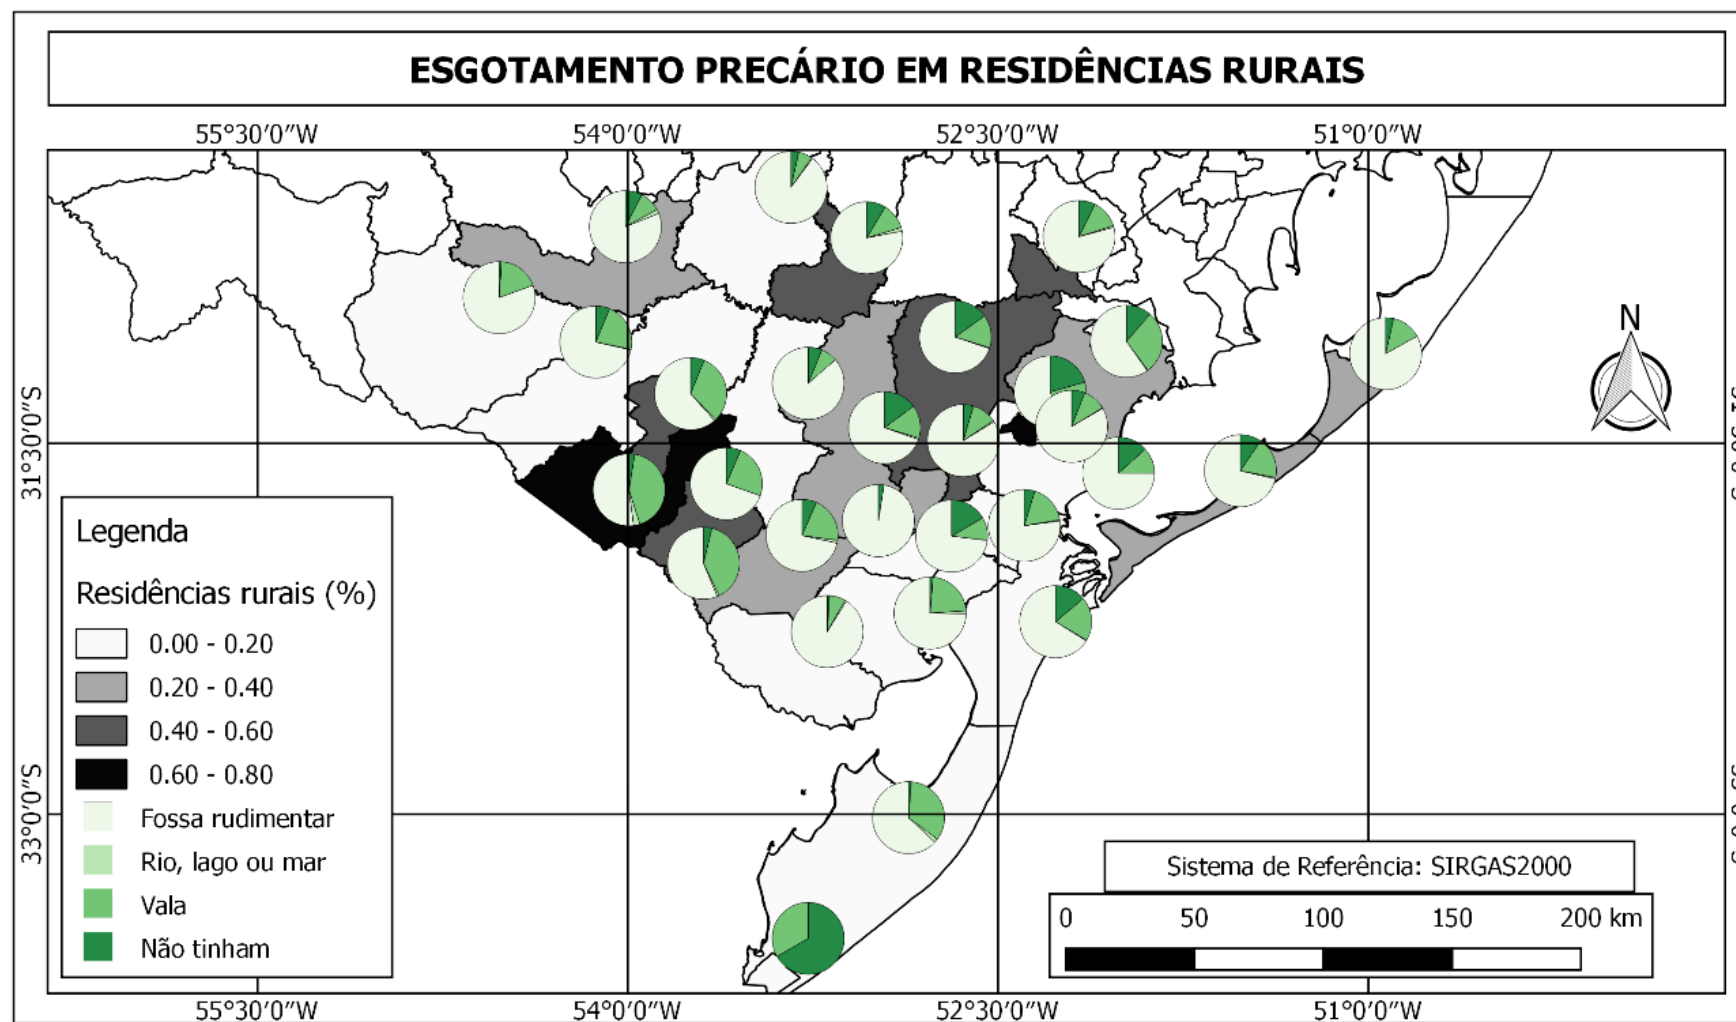 ESGOTAMENTO PRECÁRIO EM RESIDÊNCIAS RURAIS
55°30′0″W 54°0′0″W 52°30′0″W 51°0′0″W
N
31°30′0″S
Legenda
Residências rurais (%)
0.00 - 0.20
0.20 - 0.40
0.40 - 0.60
0.60 - 0.80
Fossa rudimentar
Rio, lago ou mar
Vala
Não tinham
33°0′0″S
Sistema de Referência: SIRGAS2000
0 50 100 150 200 km
55°30′0″W 54°0′0″W 52°30′0″W 51°0′0″W